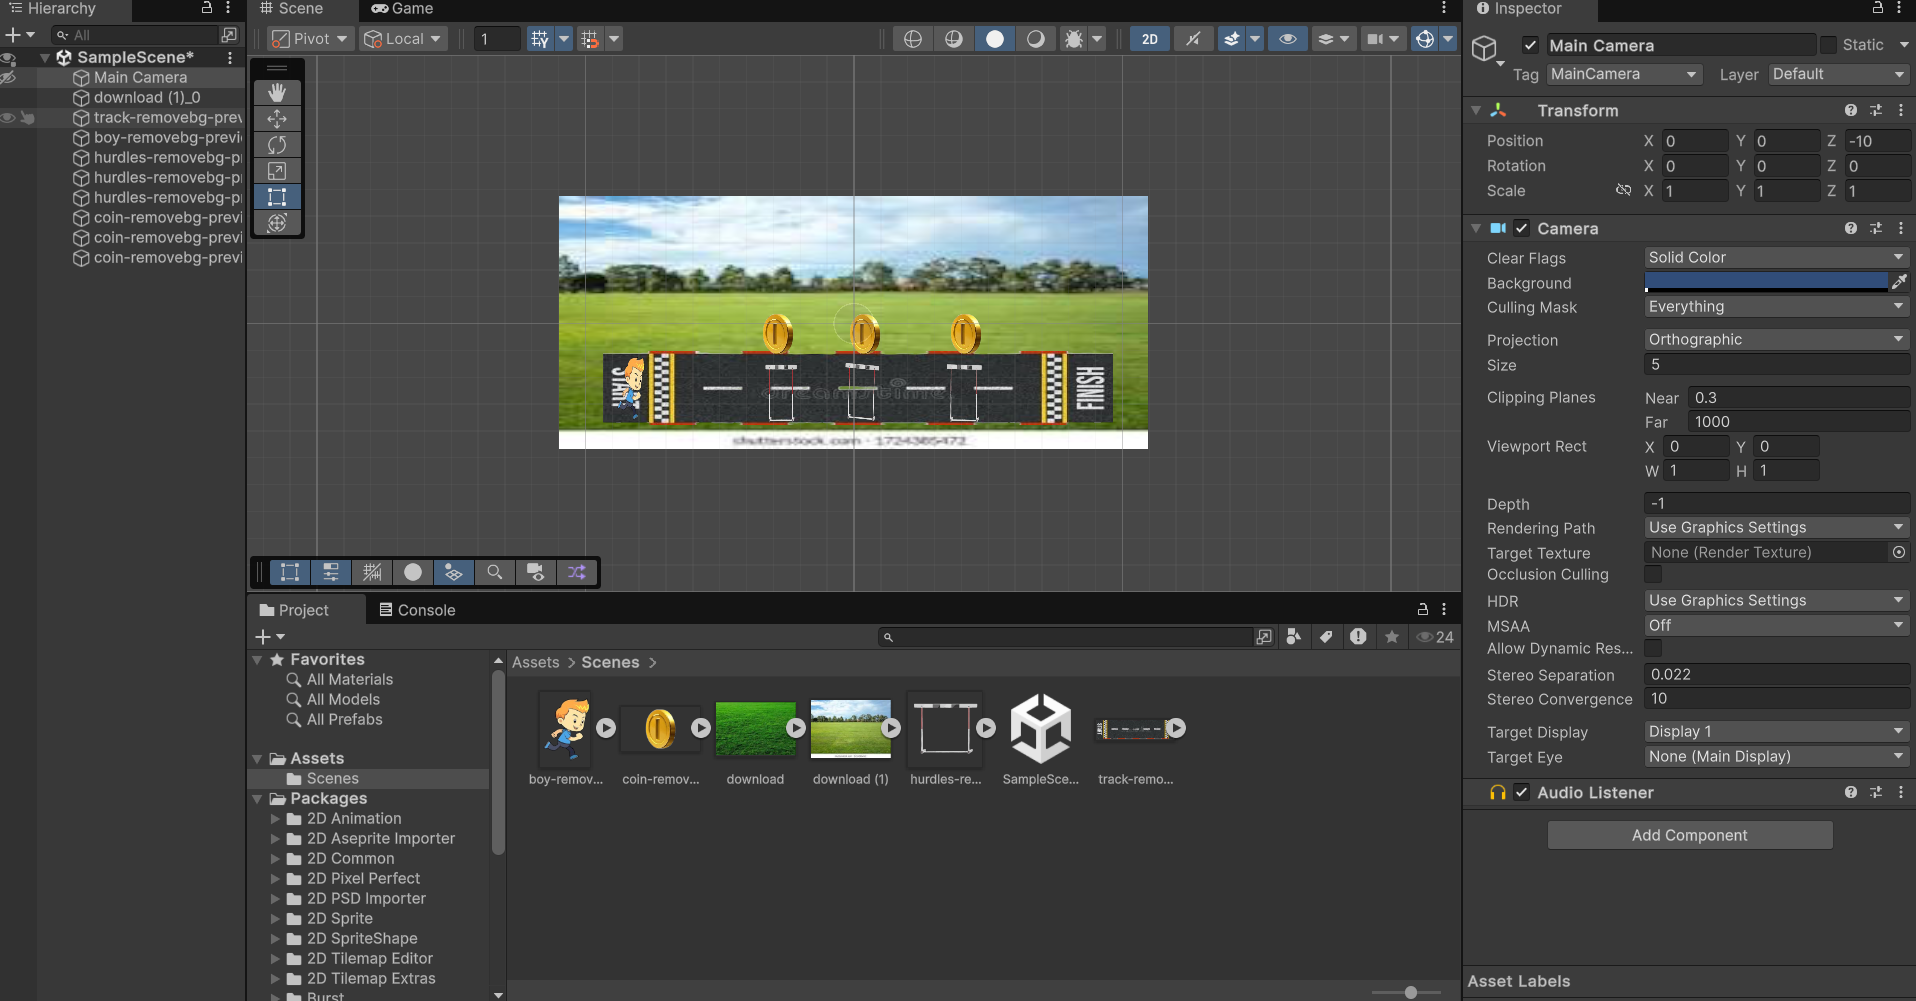 Hierarchy
All
SampleScene*
Main Camera
download (1)_0
track-removebg-prev
boy-removebg-previ
hurdles-removebg-p
hurdles-removebg-p
hurdles-removebg-p
coin-removebg-previ
coin-removebg-previ
coin-removebg-previ
Scene
Game
Pivot
Local
1
2D
FINISH
dreamstime.
shutterstock.com · 1724385472
Project
Console
24
Favorites
All Materials
All Models
All Prefabs
Assets
Scenes
Packages
2D Animation
2D Aseprite Importer
2D Common
2D Pixel Perfect
2D PSD Importer
2D Sprite
2D SpriteShape
2D Tilemap Editor
2D Tilemap Extras
Burst
Assets > Scenes >
boy-remov...
coin-remov...
download
download (1)
hurdles-re...
SampleSce...
track-remo...
Inspector
Main Camera
Static
Tag MainCamera Layer Default
Transform
Position X 0 Y 0 Z -10
Rotation X 0 Y 0 Z 0
Scale X 1 Y 1 Z 1
Camera
Clear Flags Solid Color
Background
Culling Mask Everything
Projection Orthographic
Size 5
Clipping Planes Near 0.3
Far 1000
Viewport Rect X 0 Y 0
W 1 H 1
Depth -1
Rendering Path Use Graphics Settings
Target Texture None (Render Texture)
Occlusion Culling
HDR Use Graphics Settings
MSAA Off
Allow Dynamic Res...
Stereo Separation 0.022
Stereo Convergence 10
Target Display Display 1
Target Eye None (Main Display)
Audio Listener
Add Component
Asset Labels